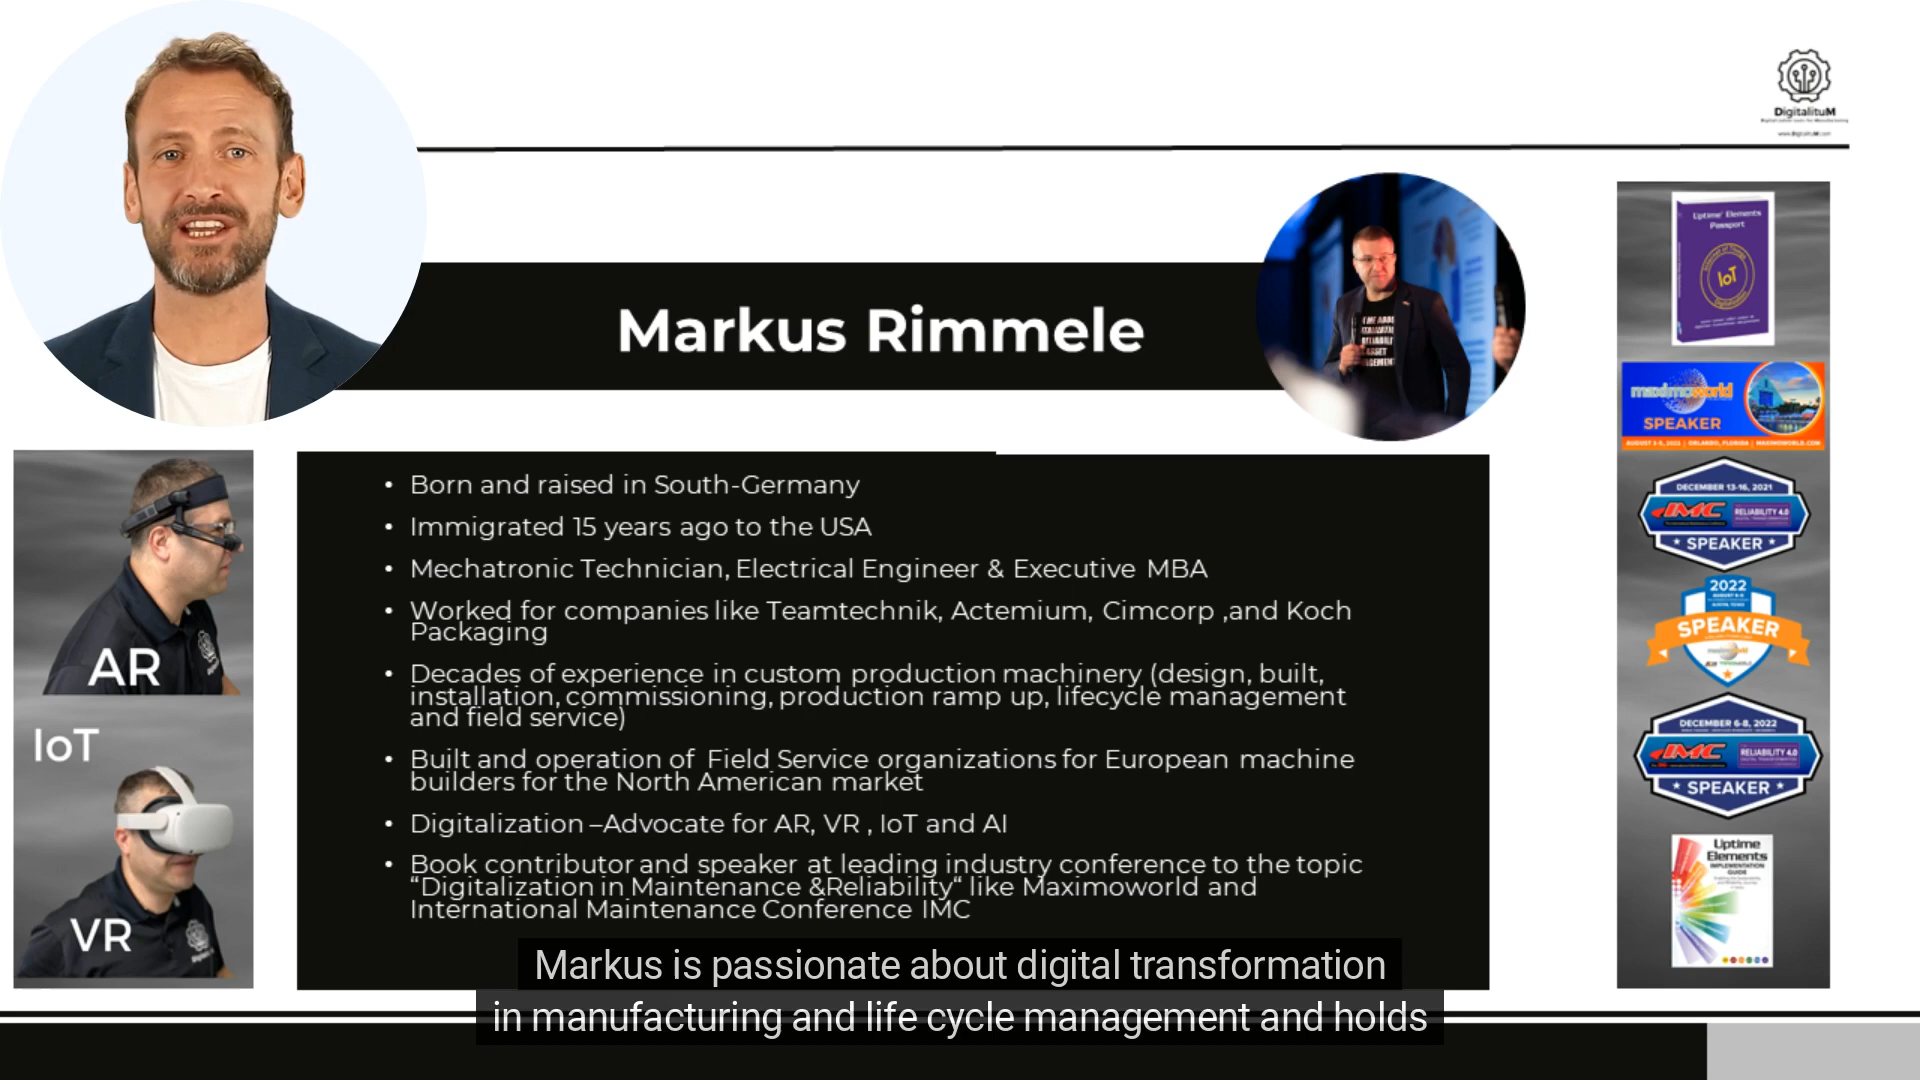 DigitalituM
www.digitalituM.com
Markus Rimmele
AR
IoT
VR
• Born and raised in South-Germany
• Immigrated 15 years ago to the USA
• Mechatronic Technician, Electrical Engineer & Executive MBA
• Worked for companies like Teamtechnik, Actemium, Cimcorp ,and Koch
Packaging
• Decades of experience in custom production machinery (design, built,
installation, commissioning, production ramp up, lifecycle management
and field service)
• Built and operation of Field Service organizations for European machine
builders for the North American market
• Digitalization –Advocate for AR, VR , IoT and AI
• Book contributor and speaker at leading industry conference to the topic
“Digitalization in Maintenance &Reliability“ like Maximoworld and
International Maintenance Conference IMC
Uptime® Elements
Passport
IoT
Digitalization
maximoworld
SPEAKER
AUGUST 3-5, 2021 | ORLANDO, FLORIDA | MAXIMOWORLD.COM
DECEMBER 13-16, 2021
IMC
RELIABILITY 4.0
SPEAKER
2022
SPEAKER
maximoworld
DECEMBER 6-8, 2022
IMC
RELIABILITY 4.0
SPEAKER
Uptime
Elements
IMPLEMENTATION
GUIDE
Markus is passionate about digital transformation
in manufacturing and life cycle management and holds